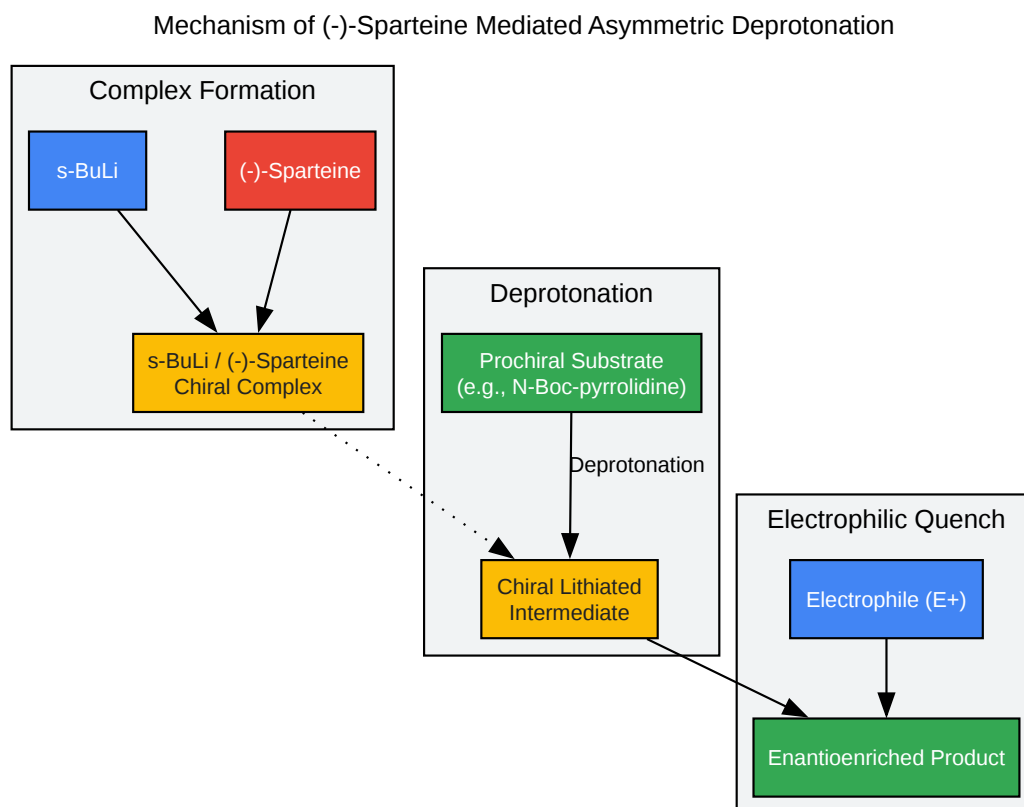 Mechanism of (-)-Sparteine Mediated Asymmetric Deprotonation
Complex Formation
s-BuLi
(-)-Sparteine
s-BuLi / (-)-Sparteine
Chiral Complex
Deprotonation
Prochiral Substrate
(e.g., N-Boc-pyrrolidine)
Deprotonation
Chiral Lithiated
Intermediate
Electrophilic Quench
Electrophile (E+)
Enantioenriched Product